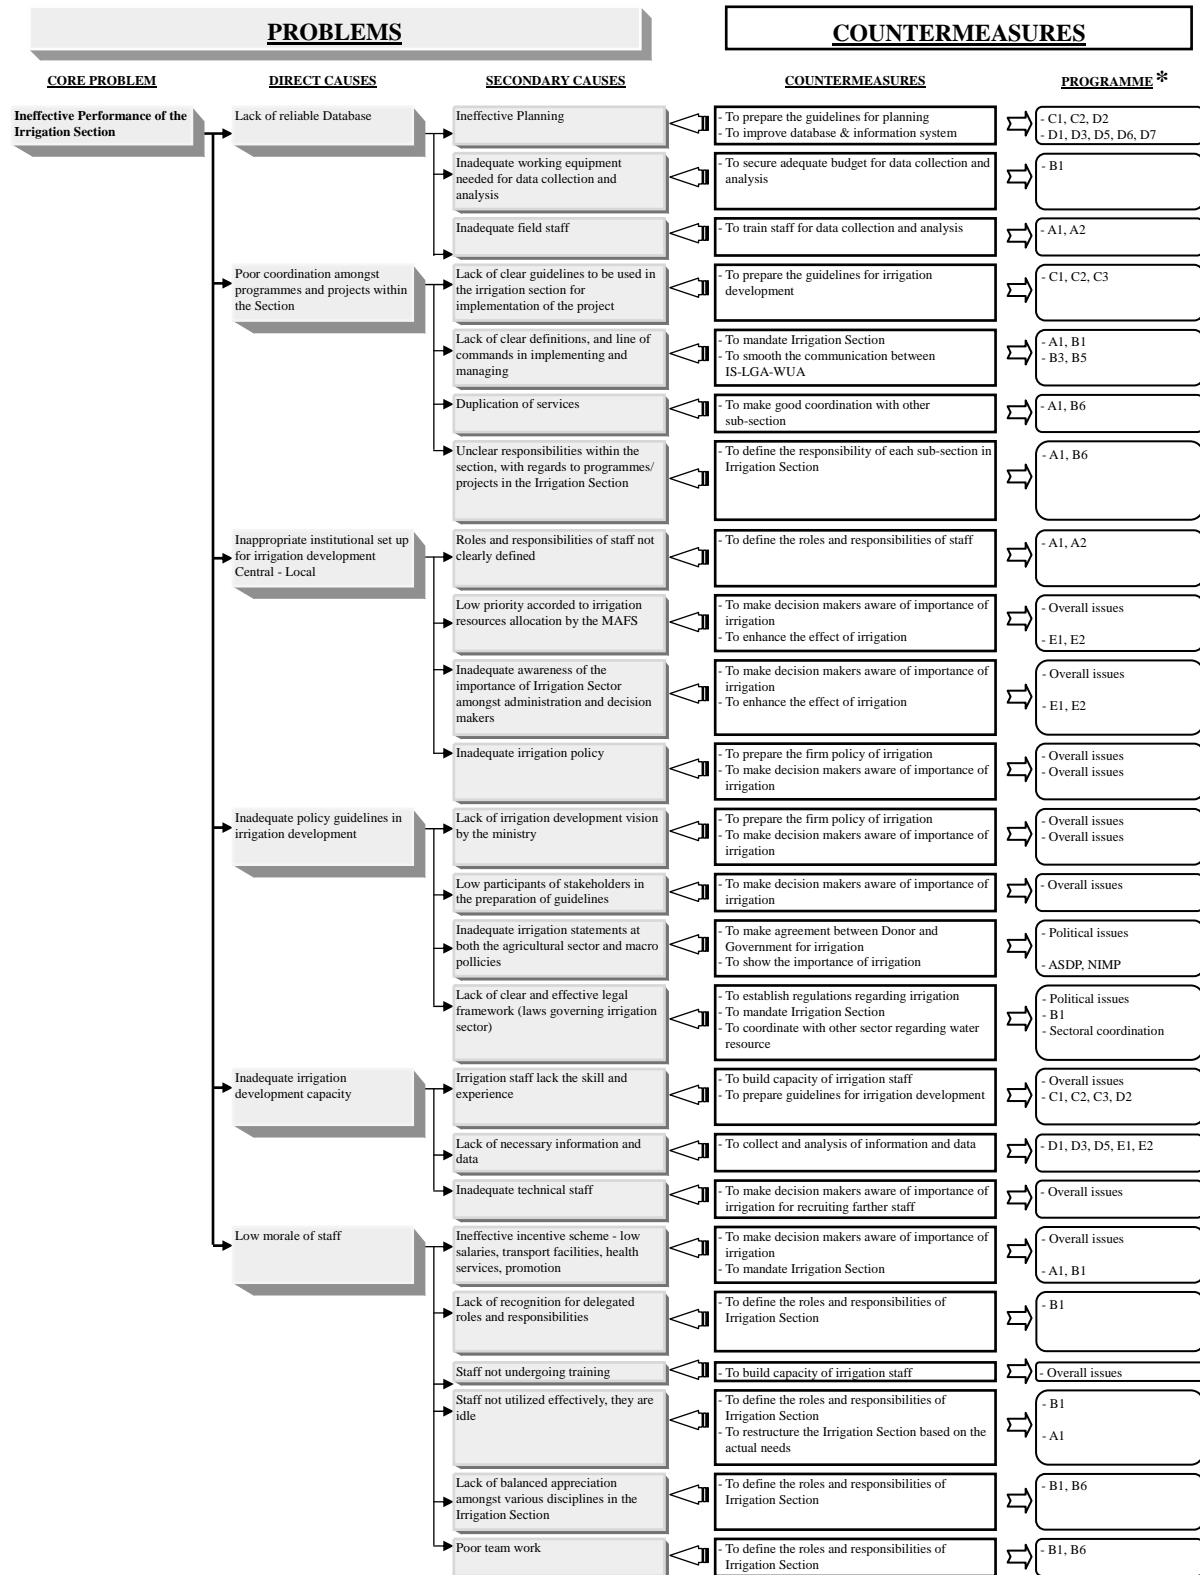 PROBLEMS
COUNTERMEASURES
CORE PROBLEM
DIRECT CAUSES
SECONDARY CAUSES
COUNTERMEASURES
PROGRAMME *
Ineffective Performance of the
Irrigation Section
Lack of reliable Database
Ineffective Planning
- To prepare the guidelines for planning
- To improve database & information system
- C1, C2, D2
- D1, D3, D5, D6, D7
Inadequate working equipment
needed for data collection and
analysis
- To secure adequate budget for data collection and
analysis
- B1
Inadequate field staff
- To train staff for data collection and analysis
- A1, A2
Poor coordination amongst
programmes and projects within
the Section
Lack of clear guidelines to be used in
the irrigation section for
implementation of the project
- To prepare the guidelines for irrigation
development
- C1, C2, C3
Lack of clear definitions, and line of
commands in implementing and
managing
- To mandate Irrigation Section
- To smooth the communication between
IS-LGA-WUA
- A1, B1
- B3, B5
Duplication of services
- To make good coordination with other
sub-section
- A1, B6
Unclear responsibilities within the
section, with regards to programmes/
projects in the Irrigation Section
- To define the responsibility of each sub-section in
Irrigation Section
- A1, B6
Inappropriate institutional set up
for irrigation development
Central - Local
Roles and responsibilities of staff not
clearly defined
- To define the roles and responsibilities of staff
- A1, A2
Low priority accorded to irrigation
resources allocation by the MAFS
- To make decision makers aware of importance of
irrigation
- To enhance the effect of irrigation
- Overall issues
- E1, E2
Inadequate awareness of the
importance of Irrigation Sector
amongst administration and decision
makers
- To make decision makers aware of importance of
irrigation
- To enhance the effect of irrigation
- Overall issues
- E1, E2
Inadequate irrigation policy
- To prepare the firm policy of irrigation
- To make decision makers aware of importance of
irrigation
- Overall issues
- Overall issues
Inadequate policy guidelines in
irrigation development
Lack of irrigation development vision
by the ministry
- To prepare the firm policy of irrigation
- To make decision makers aware of importance of
irrigation
- Overall issues
- Overall issues
Low participants of stakeholders in
the preparation of guidelines
- To make decision makers aware of importance of
irrigation
- Overall issues
Inadequate irrigation statements at
both the agricultural sector and macro
pollicies
- To make agreement between Donor and
Government for irrigation
- To show the importance of irrigation
- Political issues
- ASDP, NIMP
Lack of clear and effective legal
framework (laws governing irrigation
sector)
- To establish regulations regarding irrigation
- To mandate Irrigation Section
- To coordinate with other sector regarding water
resource
- Political issues
- B1
- Sectoral coordination
Inadequate irrigation
development capacity
Irrigation staff lack the skill and
experience
- To build capacity of irrigation staff
- To prepare guidelines for irrigation development
- Overall issues
- C1, C2, C3, D2
Lack of necessary information and
data
- To collect and analysis of information and data
- D1, D3, D5, E1, E2
Inadequate technical staff
- To make decision makers aware of importance of
irrigation for recruiting farther staff
- Overall issues
Low morale of staff
Ineffective incentive scheme - low
salaries, transport facilities, health
services, promotion
- To make decision makers aware of importance of
irrigation
- To mandate Irrigation Section
- Overall issues
- A1, B1
Lack of recognition for delegated
roles and responsibilities
- To define the roles and responsibilities of
Irrigation Section
- B1
Staff not undergoing training
- To build capacity of irrigation staff
- Overall issues
Staff not utilized effectively, they are
idle
- To define the roles and responsibilities of
Irrigation Section
- To restructure the Irrigation Section based on the
actual needs
- B1
- A1
Lack of balanced appreciation
amongst various disciplines in the
Irrigation Section
- To define the roles and responsibilities of
Irrigation Section
- B1, B6
Poor team work
- To define the roles and responsibilities of
Irrigation Section
- B1, B6